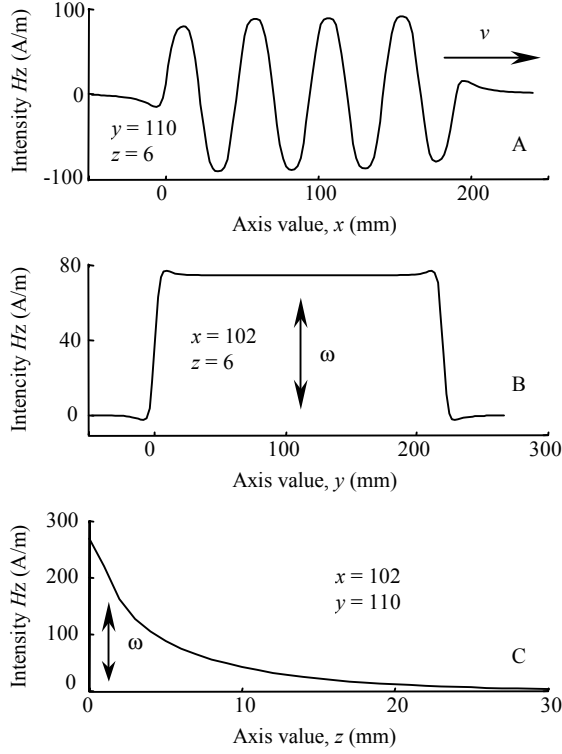 Intensity Hz (A/m)
100
0
-100
y = 110
z = 6
v
A
0
100
200
Axis value, x (mm)
Intencity Hz (A/m)
80
40
0
x = 102
z = 6
ω
B
0
100
200
300
Axis value, y (mm)
Intensity Hz (A/m)
300
200
100
0
x = 102
y = 110
ω
C
0
10
20
30
Axis value, z (mm)